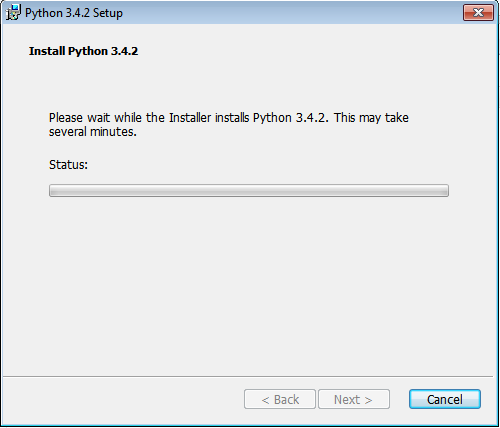 Python 3.4.2 Setup
Install Python 3.4.2
Please wait while the Installer installs Python 3.4.2. This may take
several minutes.
Status:
< Back Next > Cancel